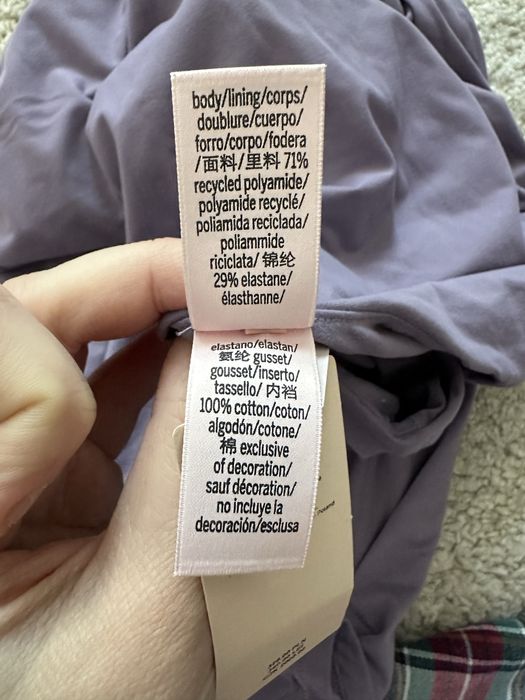 body/lining/corps/
doublure/cuerpo/
forro/corpo/fodera
/面料/里料 71%
recycled polyamide/
polyamide recyclé/
poliamida reciclada/
poliammide
riciclata/ 锦纶
29% elastane/
élasthanne/
elastano/elastan/
氨纶 gusset/
gousset/inserto/
tassello/ 内裆
100% cotton/coton/
algodón/cotone/
棉 exclusive
of decoration/
sauf décoration/
no incluye la
decoración/esclusa